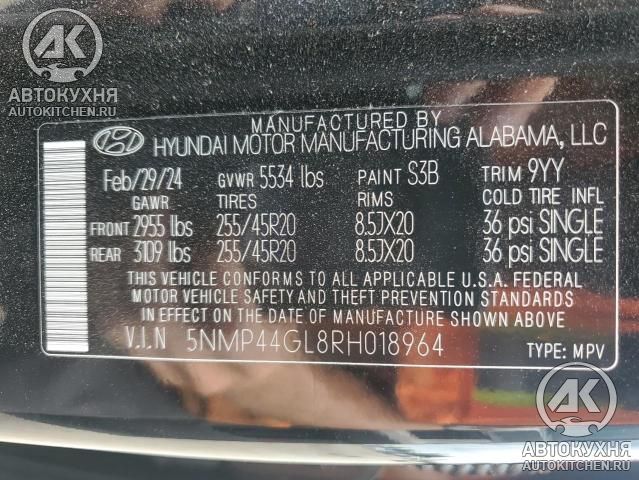 АВТОКУХНЯ
AUTOKITCHEN.RU
MANUFACTURED BY
HYUNDAI MOTOR MANUFACTURING ALABAMA, LLC
Feb/29/24 GVWR 5534 lbs PAINT S3B TRIM 9YY
GAWR TIRES RIMS COLD TIRE INFL
FRONT 2955 lbs 255/45R20 8.5JX20 36 psi SINGLE
REAR 3109 lbs 255/45R20 8.5JX20 36 psi SINGLE
THIS VEHICLE CONFORMS TO ALL APPLICABLE U.S.A. FEDERAL
MOTOR VEHICLE SAFETY AND THEFT PREVENTION STANDARDS
IN EFFECT ON THE DATE OF MANUFACTURE SHOWN ABOVE
V.I.N 5NMP44GL8RH018964 TYPE: MPV
АК
АВТОКУХНЯ
AUTOKITCHEN.RU